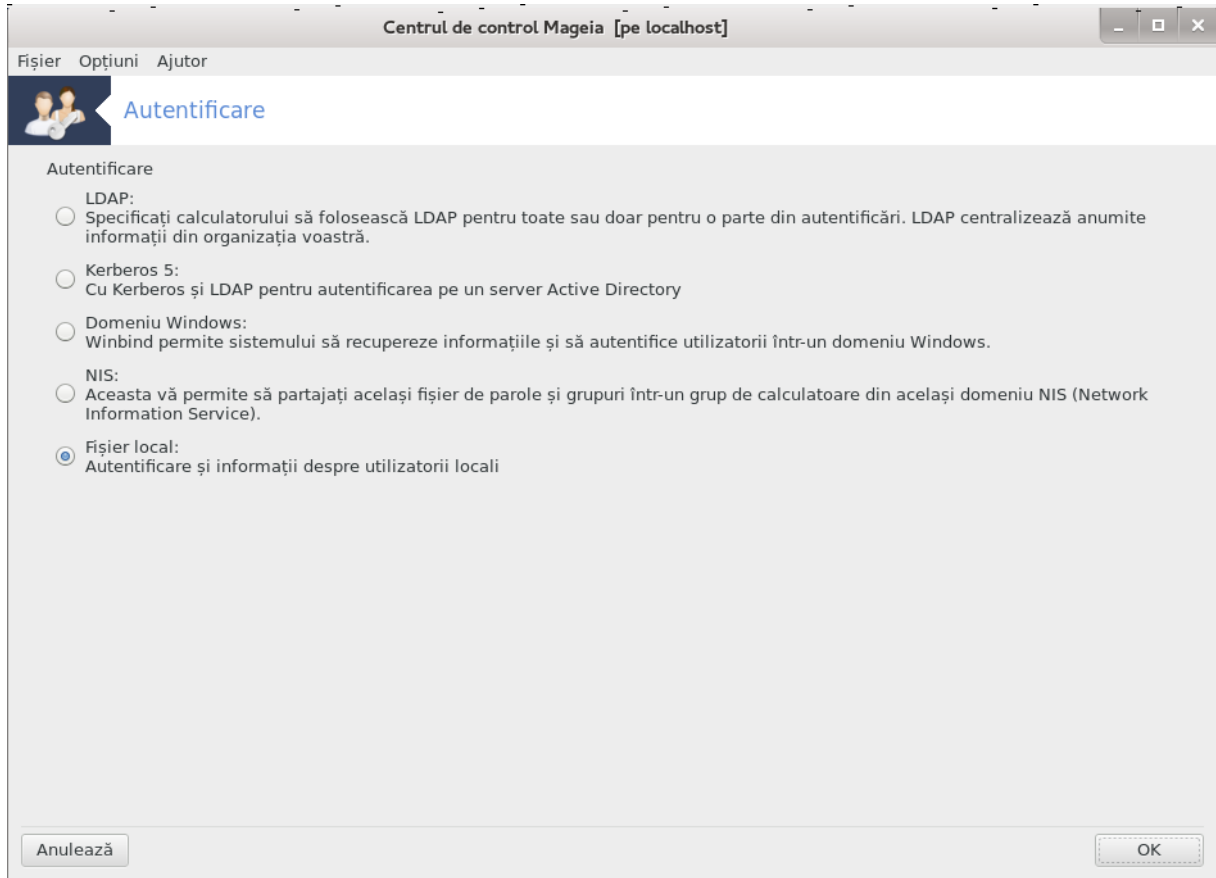 Centrul de control Mageia [pe localhost]
Fișier Opțiuni Ajutor
Autentificare
Autentificare
LDAP:
Specificați calculatorului să folosească LDAP pentru toate sau doar pentru o parte din autentificări. LDAP centralizează anumite
informații din organizația voastră.
Kerberos 5:
Cu Kerberos și LDAP pentru autentificarea pe un server Active Directory
Domeniu Windows:
Winbind permite sistemului să recupereze informațiile și să autentifice utilizatorii într-un domeniu Windows.
NIS:
Aceasta vă permite să partajați același fișier de parole și grupuri într-un grup de calculatoare din același domeniu NIS (Network
Information Service).
Fișier local:
Autentificare și informații despre utilizatorii locali
Anulează OK